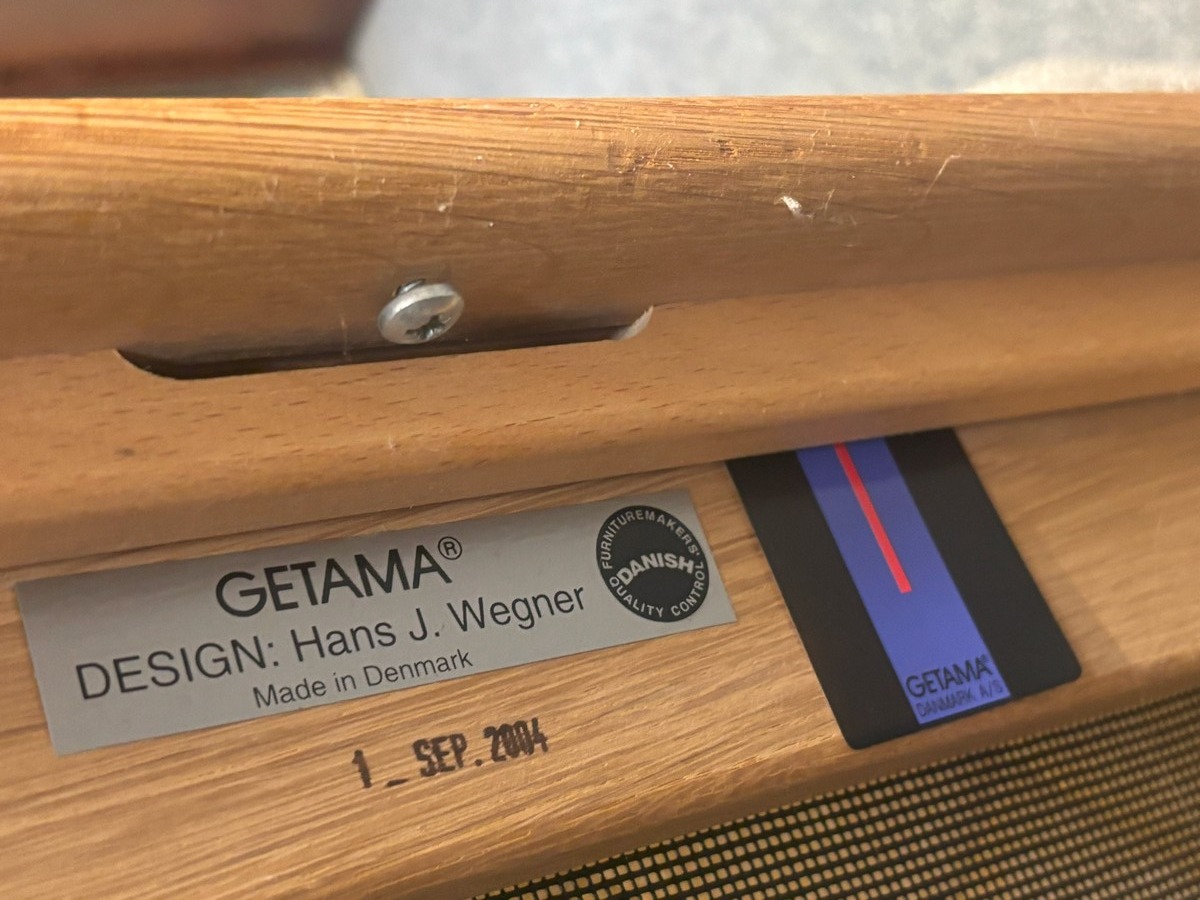 GETAMA®
DESIGN: Hans J. Wegner
Made in Denmark
FURNITUREMAKERS'
DANISH
QUALITY CONTROL
1 _ SEP. 2004
GETAMA®
DANMARK A/S